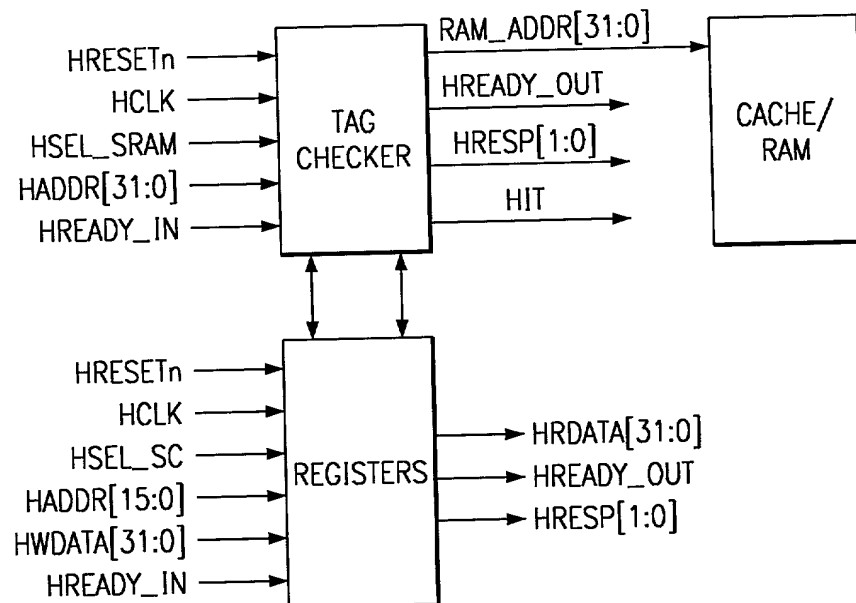 RAM_ADDR[31:0]
HRESETn
HCLK
HSEL_SRAM
HADDR[31:0]
HREADY_IN
TAG
CHECKER
HREADY_OUT
HRESP[1:0]
HIT
CACHE/
RAM
HRESETn
HCLK
HSEL_SC
HADDR[15:0]
HWDATA[31:0]
HREADY_IN
REGISTERS
HRDATA[31:0]
HREADY_OUT
HRESP[1:0]